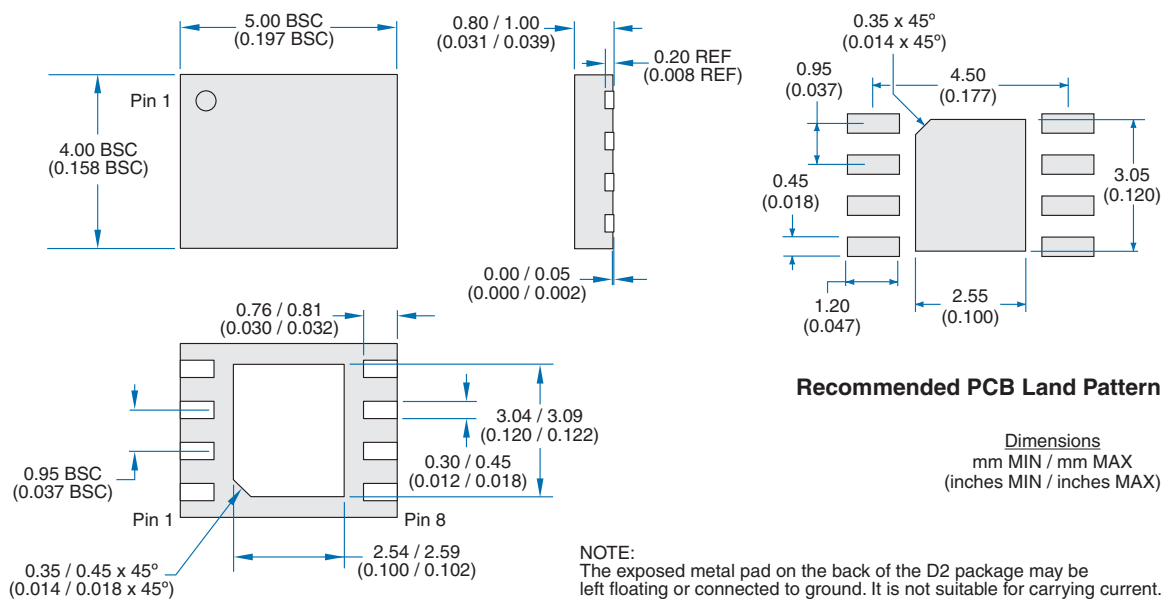 5.00 BSC
(0.197 BSC)
Pin 1
4.00 BSC
(0.158 BSC)
0.80 / 1.00
(0.031 / 0.039)
0.20 REF
(0.008 REF)
0.00 / 0.05
(0.000 / 0.002)
0.35 x 45º
(0.014 x 45º)
0.95
(0.037)
4.50
(0.177)
0.45
(0.018)
3.05
(0.120)
1.20
(0.047)
2.55
(0.100)
Recommended PCB Land Pattern
0.76 / 0.81
(0.030 / 0.032)
3.04 / 3.09
(0.120 / 0.122)
0.30 / 0.45
(0.012 / 0.018)
0.95 BSC
(0.037 BSC)
Pin 1
Pin 8
0.35 / 0.45 x 45º
(0.014 / 0.018 x 45º)
2.54 / 2.59
(0.100 / 0.102)
Dimensions
mm MIN / mm MAX
(inches MIN / inches MAX)
NOTE:
The exposed metal pad on the back of the D2 package may be
left floating or connected to ground. It is not suitable for carrying current.